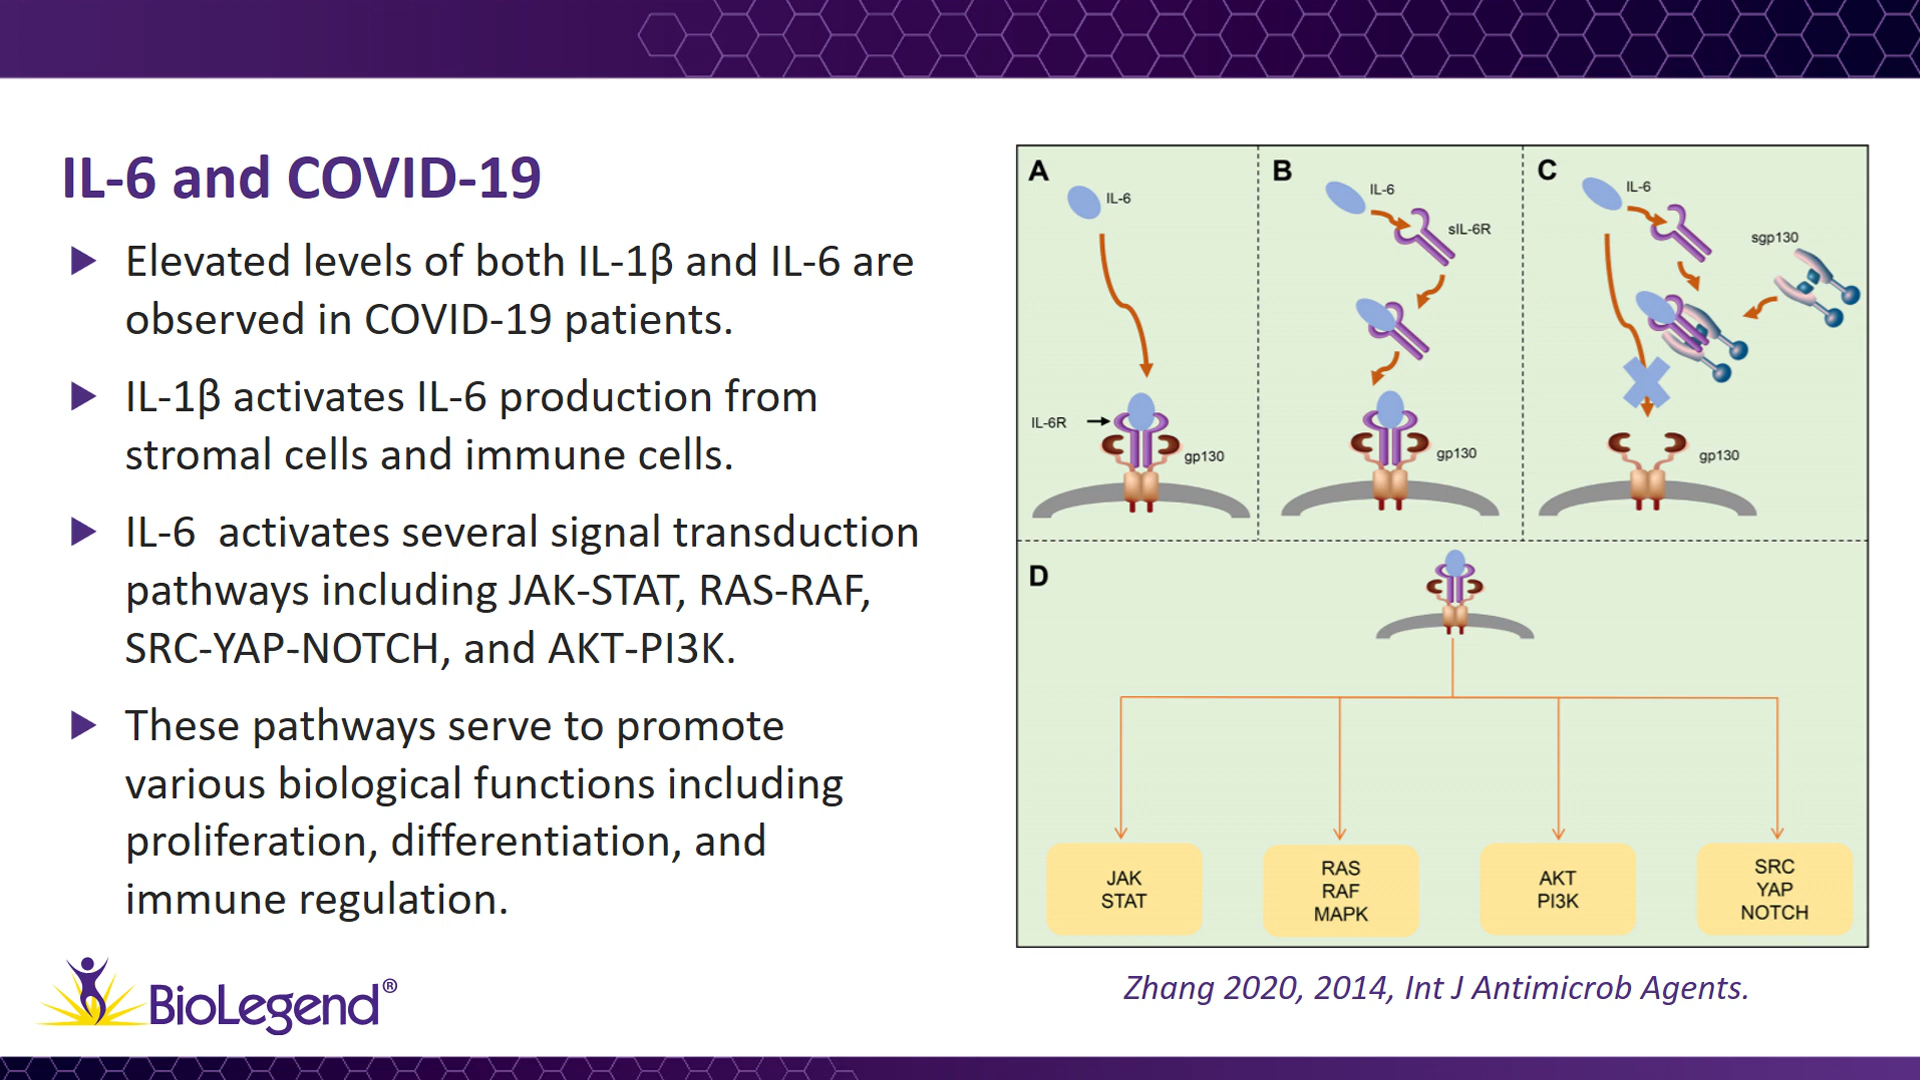 IL-6 and COVID-19
Elevated levels of both IL-1β and IL-6 are
observed in COVID-19 patients.
IL-1β activates IL-6 production from
stromal cells and immune cells.
IL-6  activates several signal transduction
pathways including JAK-STAT, RAS-RAF,
SRC-YAP-NOTCH, and AKT-PI3K.
These pathways serve to promote
various biological functions including
proliferation, differentiation, and
immune regulation.
BioLegend®
A
IL-6
IL-6R
gp130
B
IL-6
sIL-6R
gp130
C
IL-6
sgp130
gp130
D
JAK
STAT
RAS
RAF
MAPK
AKT
PI3K
SRC
YAP
NOTCH
Zhang 2020, 2014, Int J Antimicrob Agents.